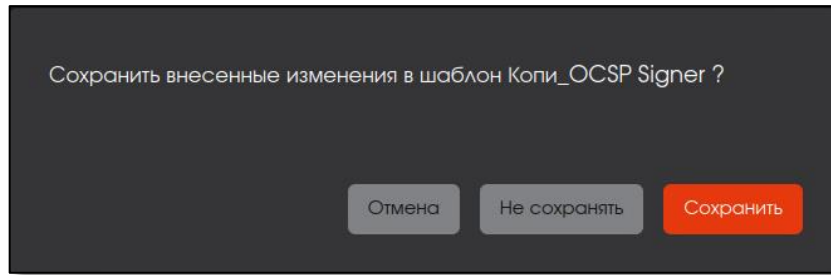 Сохранить внесенные изменения в шаблон Копи_OCSP Signer ?
Отмена
Не сохранять
Сохранить